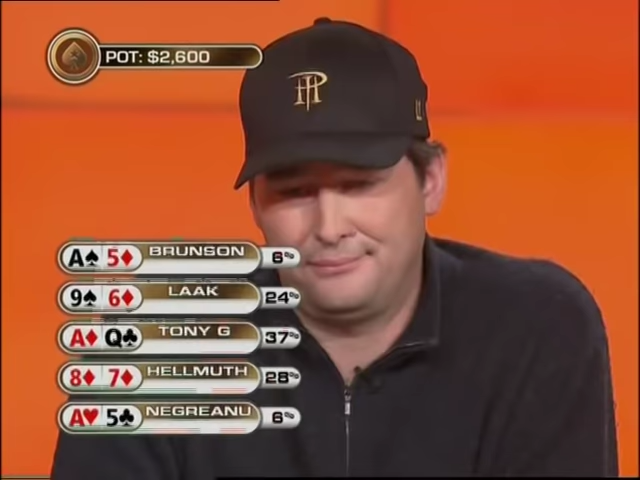 POT: $2,600
PH
A♠ 5♦ BRUNSON 6%
9♠ 6♦ LAAK 24%
A♦ Q♣ TONY G 37%
8♦ 7♦ HELLMUTH 28%
A♥ 5♣ NEGREANU 6%